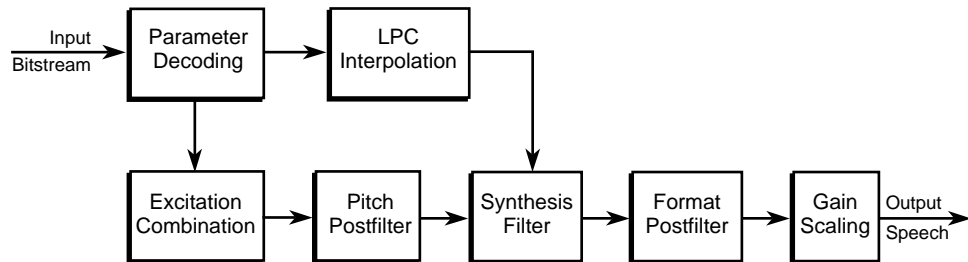 Input
Bitstream
Parameter
Decoding
LPC
Interpolation
Excitation
Combination
Pitch
Postfilter
Synthesis
Filter
Format
Postfilter
Gain
Scaling
Output
Speech